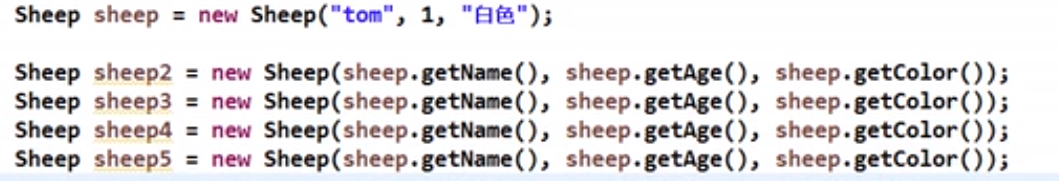 Sheep sheep = new Sheep("tom", 1, "白色");
Sheep sheep2 = new Sheep(sheep.getName(), sheep.getAge(), sheep.getColor());
Sheep sheep3 = new Sheep(sheep.getName(), sheep.getAge(), sheep.getColor());
Sheep sheep4 = new Sheep(sheep.getName(), sheep.getAge(), sheep.getColor());
Sheep sheep5 = new Sheep(sheep.getName(), sheep.getAge(), sheep.getColor());